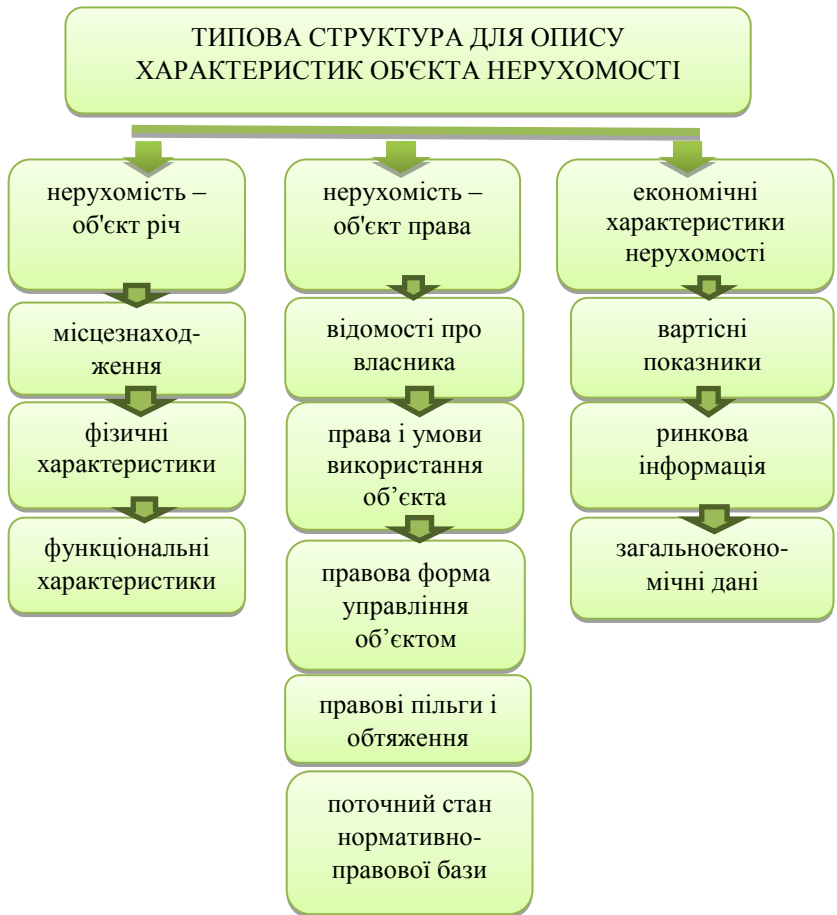 ТИПОВА СТРУКТУРА ДЛЯ ОПИСУ
ХАРАКТЕРИСТИК ОБ'ЄКТА НЕРУХОМОСТІ
нерухомість –
об'єкт річ
місцезнаход-
ження
фізичні
характеристики
функціональні
характеристики
нерухомість –
об'єкт права
відомості про
власника
права і умови
використання
об’єкта
правова форма
управління
об’єктом
правові пільги і
обтяження
поточний стан
нормативно-
правової бази
економічні
характеристики
нерухомості
вартісні
показники
ринкова
інформація
загальноеконо-
мічні дані